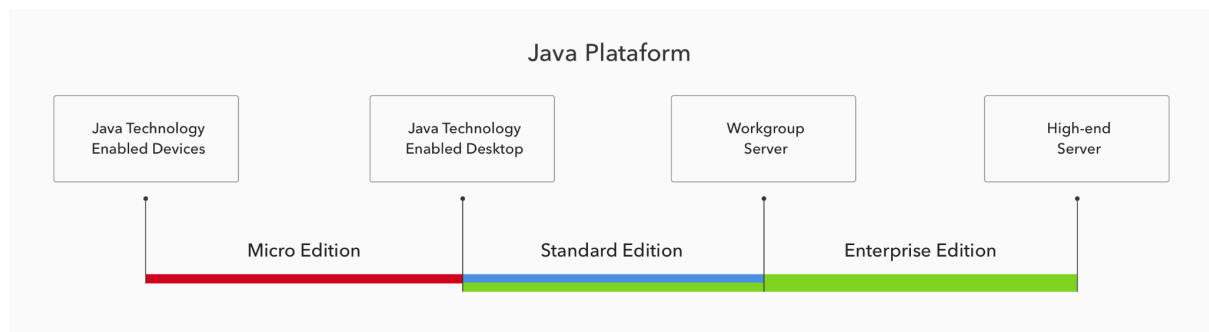 Java Plataform
Java Technology
Enabled Devices
Java Technology
Enabled Desktop
Workgroup
Server
High-end
Server
Micro Edition
Standard Edition
Enterprise Edition